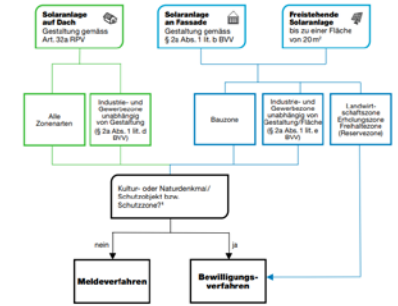 Solaranlage
auf Dach
Gestaltung gemäss
Art. 32a RPV
Solaranlage
an Fassade
Gestaltung gemäss
§ 2a Abs. 1 lit. b BVV
Freistehende
Solaranlage
bis zu einer Fläche
von 20 m²
Alle
Zonenarten
Industrie- und
Gewerbezone
unabhängig
von Gestaltung
(§ 2a Abs. 1 lit. d
BVV)
Bauzone
Industrie- und
Gewerbezone
unabhängig von
Gestaltung/Fläche
(§ 2a Abs. 1 lit. e
BVV)
Landwirt-
schaftszone
Erholungszone
Freihaltezone
(Reservezone)
Kultur- oder Naturdenkmal/
Schutzobjekt bzw.
Schutzzone?⁴
nein
ja
Meldeverfahren
Bewilligungs-
verfahren